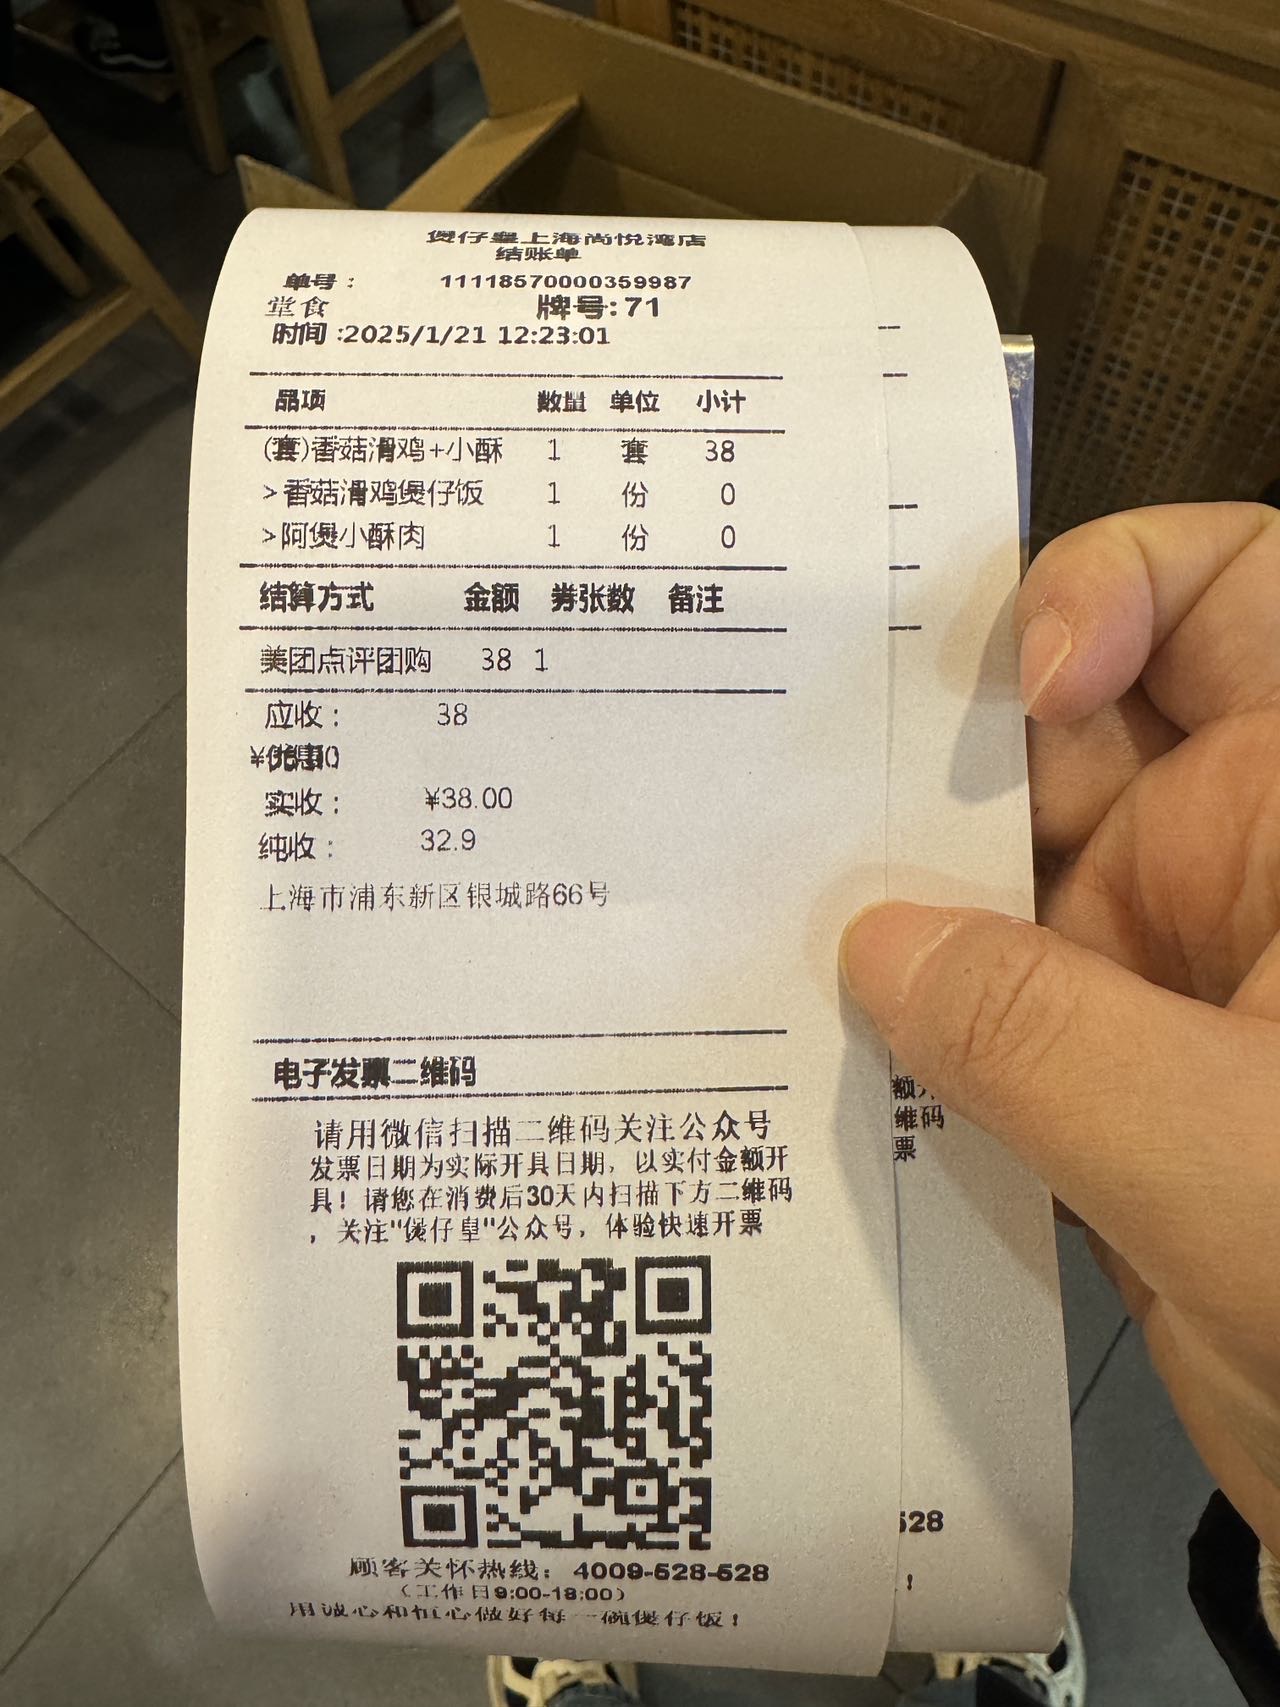 煲仔皇上海尚悦湾店
结账单
单号： 11118570000359987
堂食 牌号:71
时间:2025/1/21 12:23:01
品项 数量 单位 小计
(套)香菇滑鸡+小酥 1 套 38
>香菇滑鸡煲仔饭 1 份 0
>阿煲小酥肉 1 份 0
结算方式 金额 券张数 备注
美团点评团购 38 1
应收： 38
实收： ¥38.00
纯收： 32.9
上海市浦东新区银城路66号
电子发票二维码
请用微信扫描二维码关注公众号
发票日期为实际开具日期，以实付金额开
具！请您在消费后30天内扫描下方二维码
，关注"煲仔皇"公众号，体验快速开票
顾客关怀热线：4009-528-528
（工作日9:00-18:00）
用诚心和恒心做好每一碗煲仔饭！
额开
维码
票
528
！